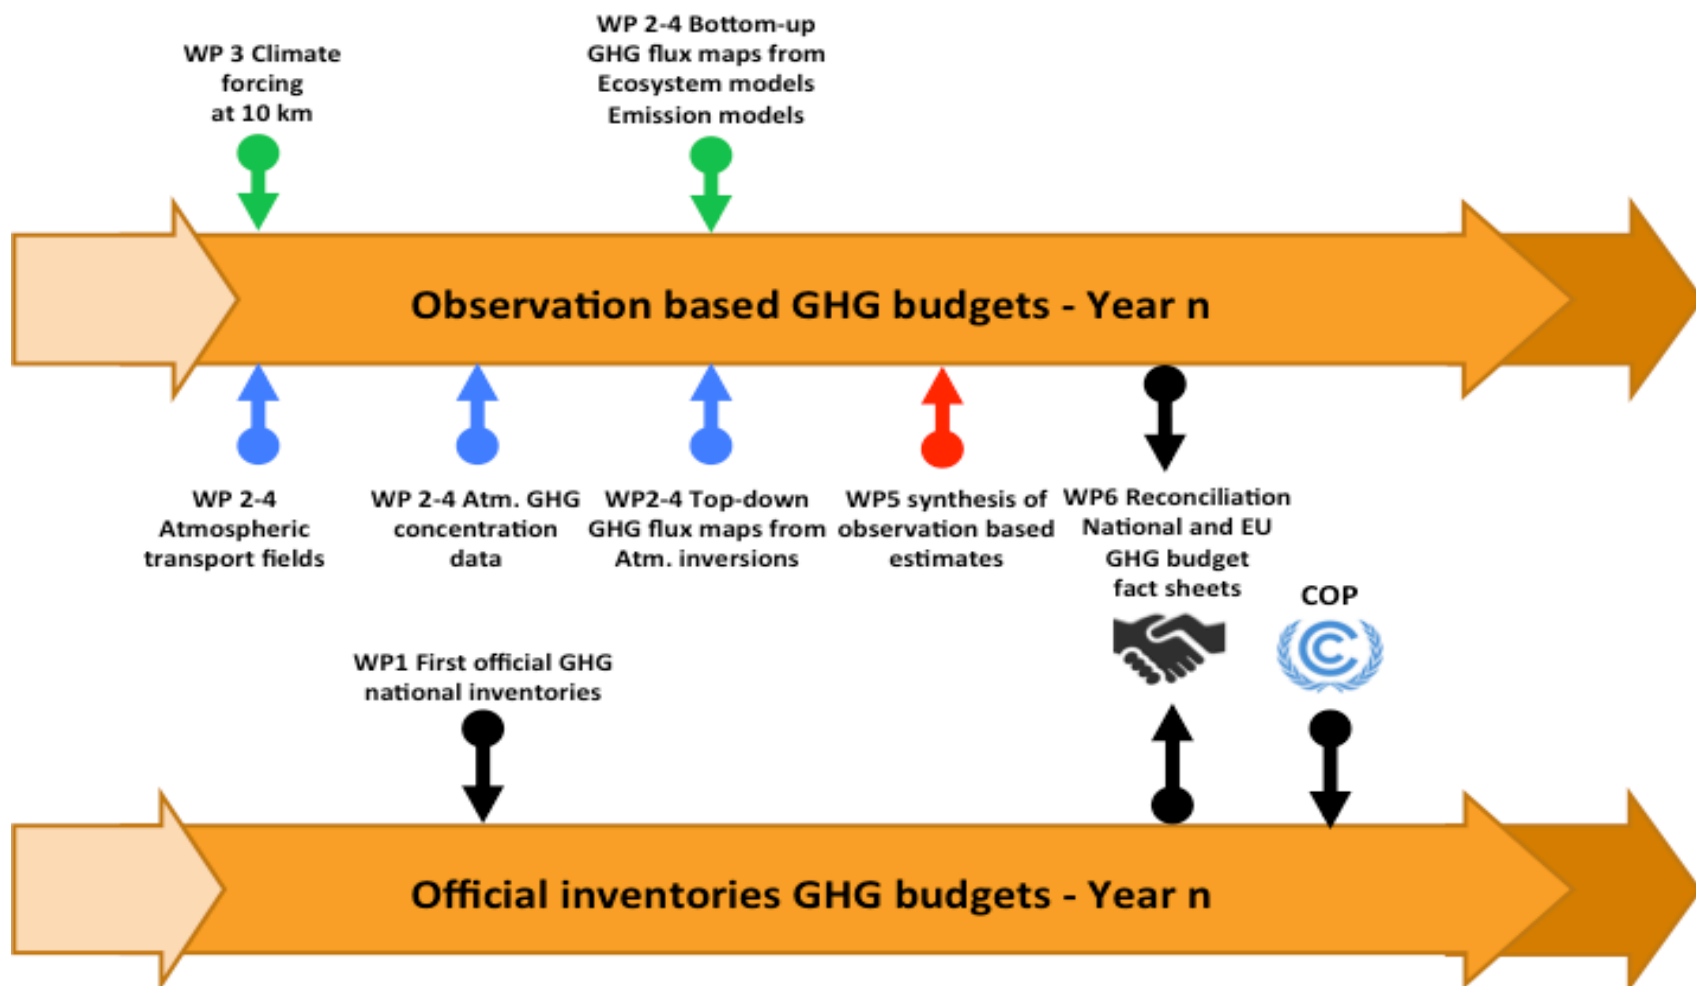 WP 3 Climate
forcing
at 10 km
WP 2-4 Bottom-up
GHG flux maps from
Ecosystem models
Emission models
Observation based GHG budgets - Year n
WP 2-4
Atmospheric
transport fields
WP 2-4 Atm. GHG
concentration
data
WP2-4 Top-down
GHG flux maps from
Atm. inversions
WP5 synthesis of
observation based
estimates
WP6 Reconciliation
National and EU
GHG budget
fact sheets
COP
WP1 First official GHG
national inventories
Official inventories GHG budgets - Year n